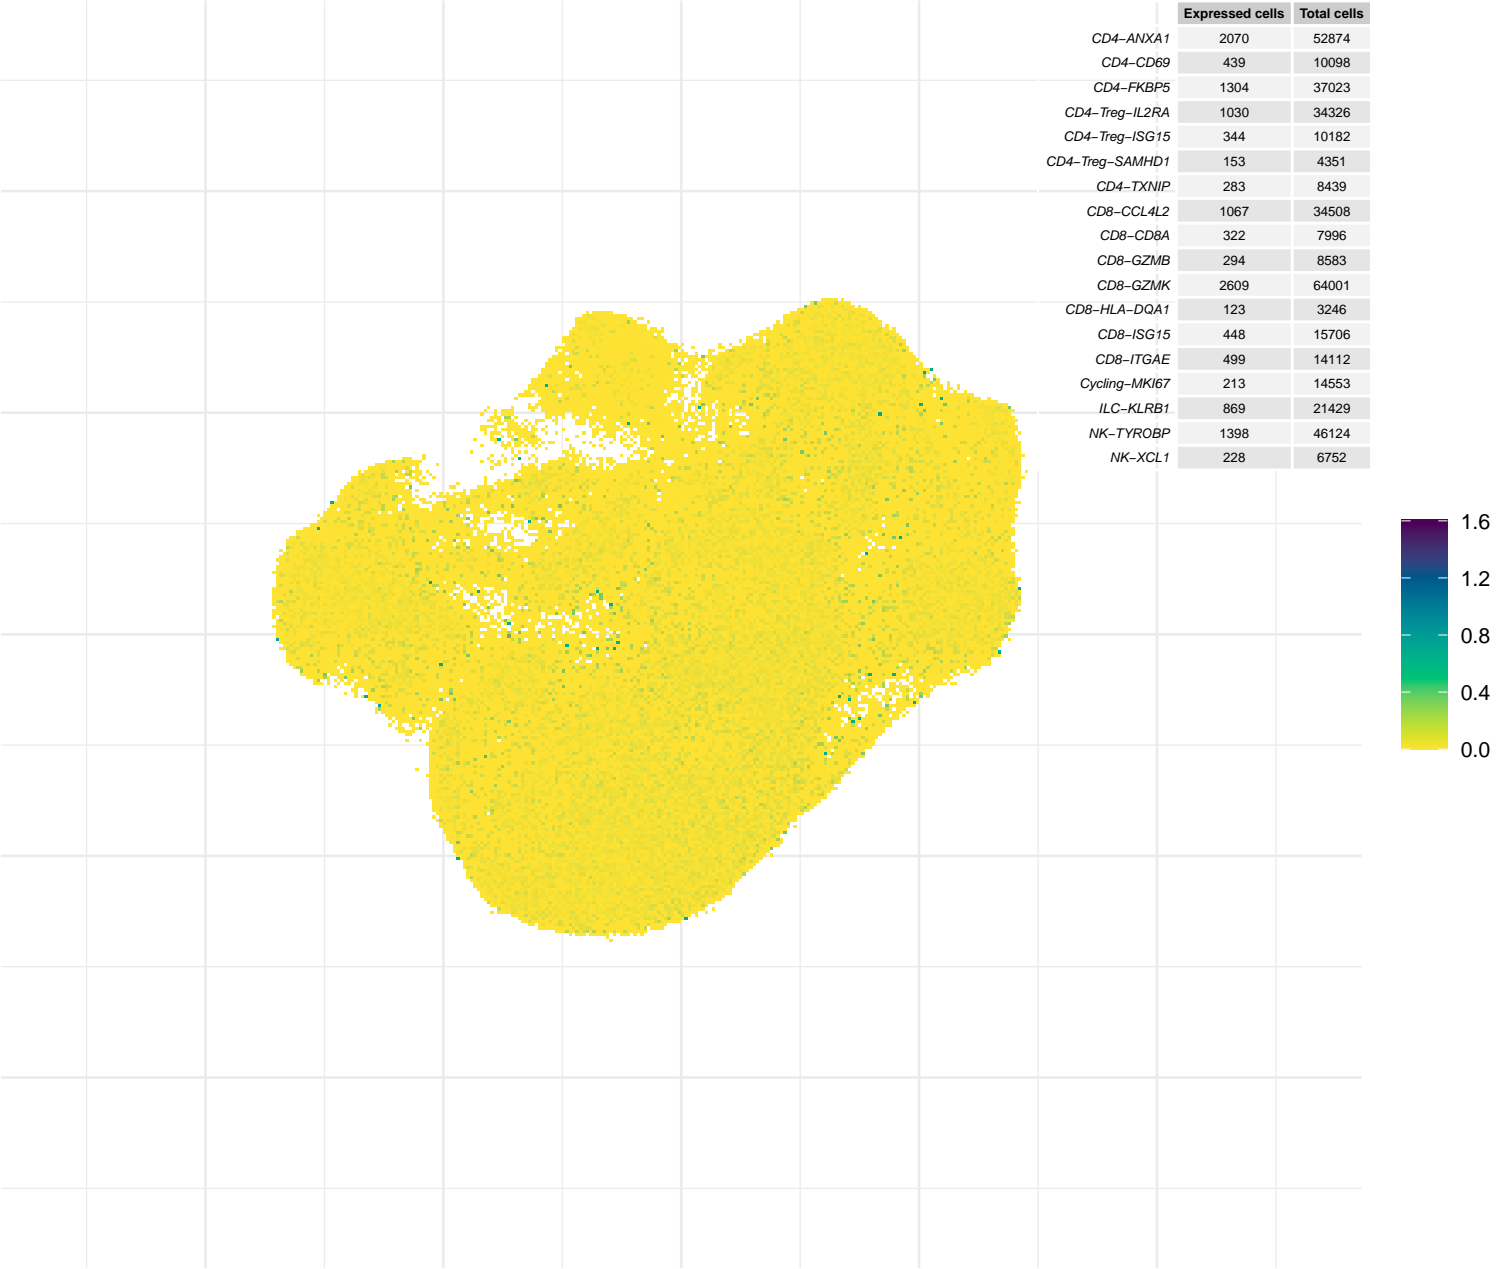 Expressed cells Total cells
CD4−ANXA1 2070 52874
CD4−CD69 439 10098
CD4−FKBP5 1304 37023
CD4−Treg−IL2RA 1030 34326
CD4−Treg−ISG15 344 10182
CD4−Treg−SAMHD1 153 4351
CD4−TXNIP 283 8439
CD8−CCL4L2 1067 34508
CD8−CD8A 322 7996
CD8−GZMB 294 8583
CD8−GZMK 2609 64001
CD8−HLA−DQA1 123 3246
CD8−ISG15 448 15706
CD8−ITGAE 499 14112
Cycling−MKI67 213 14553
ILC−KLRB1 869 21429
NK−TYROBP 1398 46124
NK−XCL1 228 6752
1.6
1.2
0.8
0.4
0.0